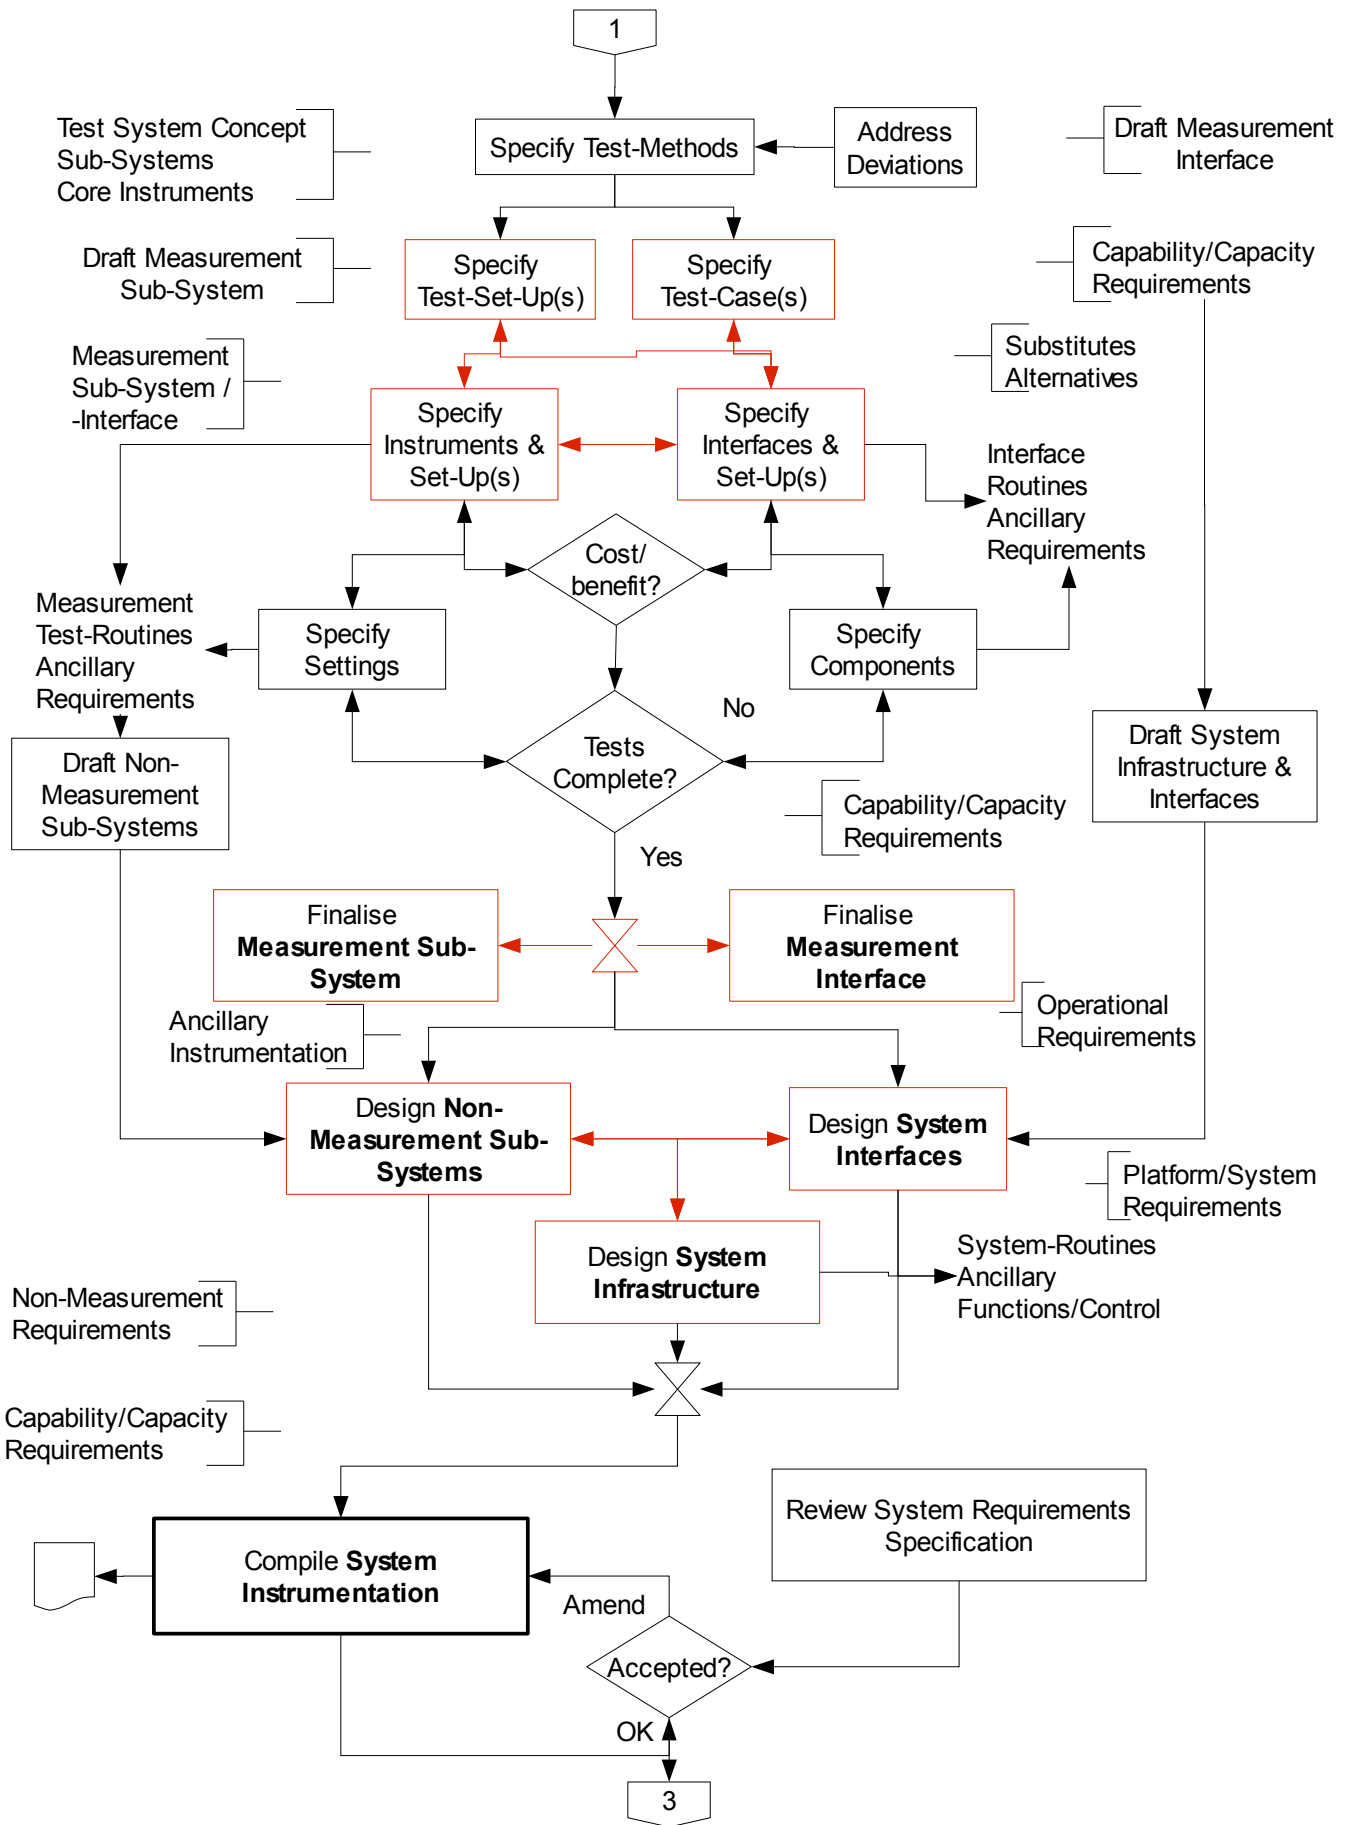 1
Test System Concept
Sub-Systems
Core Instruments
Specify Test-Methods
Address
Deviations
Draft Measurement
Interface
Draft Measurement
Sub-System
Specify
Test-Set-Up(s)
Specify
Test-Case(s)
Capability/Capacity
Requirements
Measurement
Sub-System /
-Interface
Substitutes
Alternatives
Specify
Instruments &
Set-Up(s)
Specify
Interfaces &
Set-Up(s)
Interface
Routines
Ancillary
Requirements
Cost/
benefit?
Measurement
Test-Routines
Ancillary
Requirements
Specify
Settings
Specify
Components
No
Tests
Complete?
Draft Non-
Measurement
Sub-Systems
Draft System
Infrastructure &
Interfaces
Capability/Capacity
Requirements
Yes
Finalise
Measurement Sub-
System
Finalise
Measurement
Interface
Ancillary
Instrumentation
Operational
Requirements
Design Non-
Measurement Sub-
Systems
Design System
Interfaces
Platform/System
Requirements
Design System
Infrastructure
System-Routines
Ancillary
Functions/Control
Non-Measurement
Requirements
Capability/Capacity
Requirements
Review System Requirements
Specification
Compile System
Instrumentation
Amend
Accepted?
OK
3